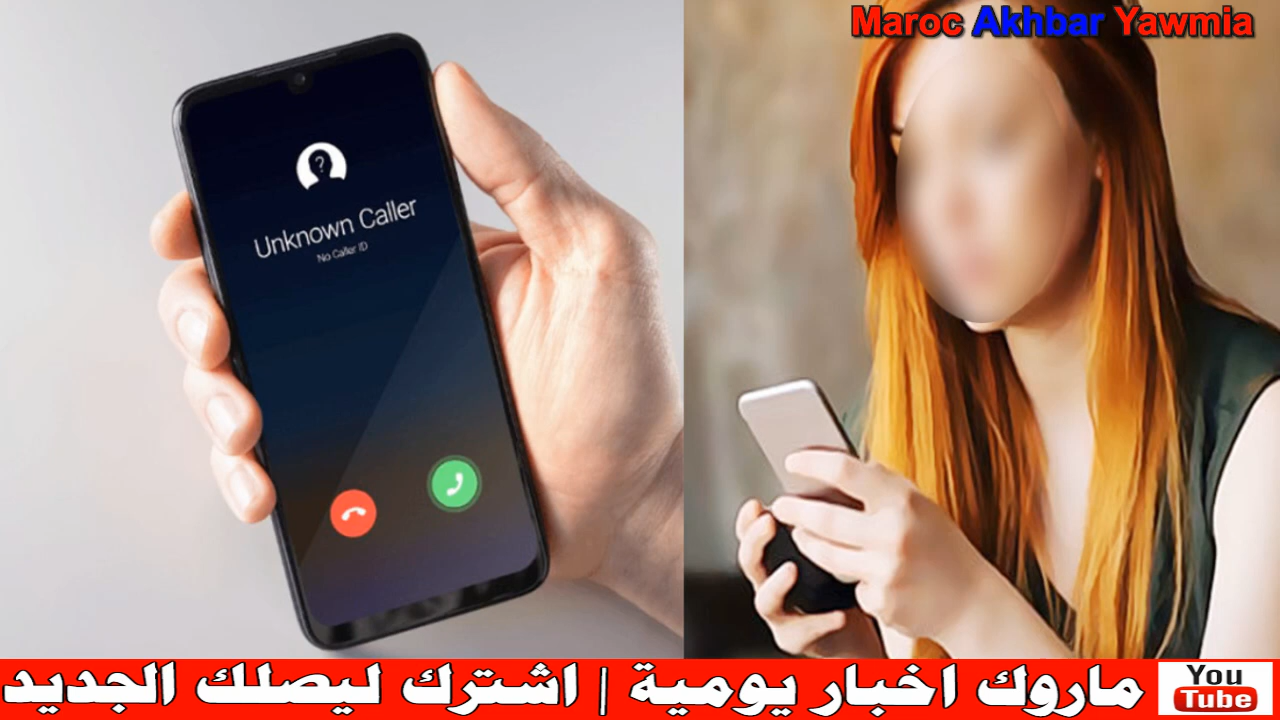 Maroc Akhbar Yawmia
Unknown Caller
No Caller ID
ماروك اخبار يومية | اشترك ليصلك الجديد
You
Tube